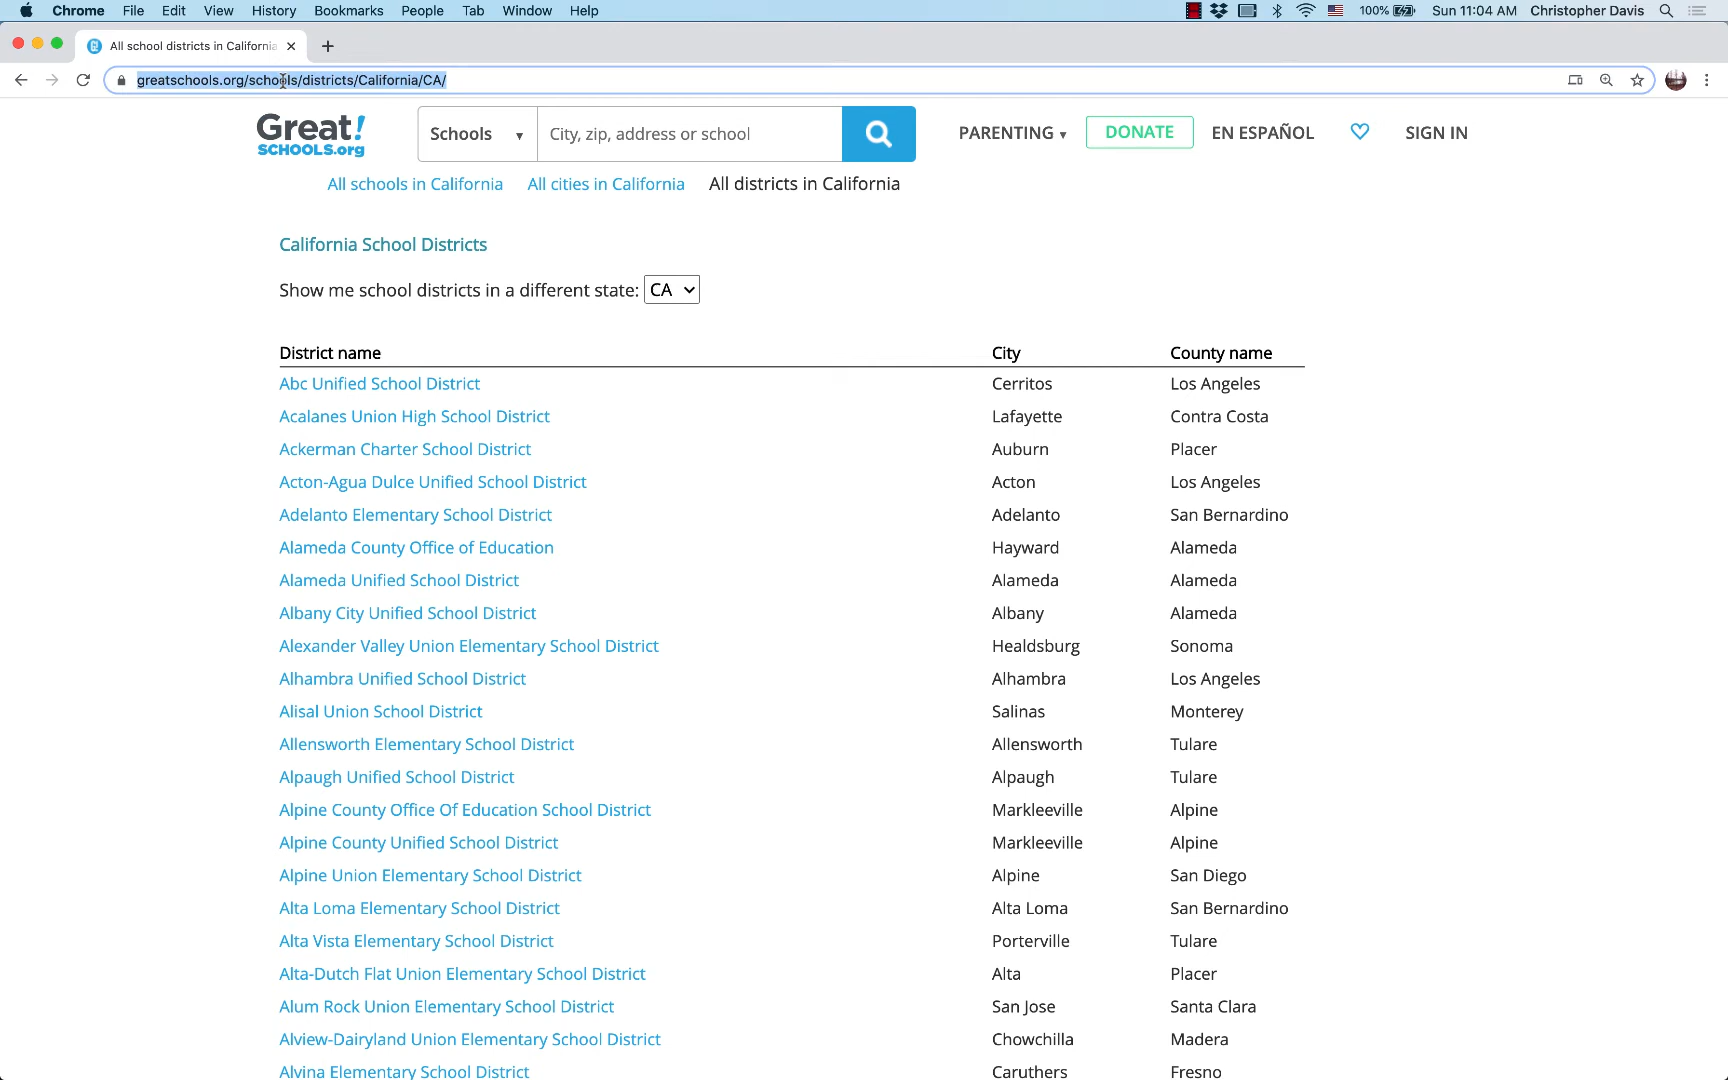 Chrome File Edit View History Bookmarks People Tab Window Help 100% Sun 11:04 AM Christopher Davis
All school districts in California
greatschools.org/schools/districts/California/CA/
Great!
SCHOOLS.org
Schools City, zip, address or school PARENTING DONATE EN ESPAÑOL SIGN IN
All schools in California All cities in California All districts in California
California School Districts
Show me school districts in a different state: CA
District name City County name
Abc Unified School District Cerritos Los Angeles
Acalanes Union High School District Lafayette Contra Costa
Ackerman Charter School District Auburn Placer
Acton-Agua Dulce Unified School District Acton Los Angeles
Adelanto Elementary School District Adelanto San Bernardino
Alameda County Office of Education Hayward Alameda
Alameda Unified School District Alameda Alameda
Albany City Unified School District Albany Alameda
Alexander Valley Union Elementary School District Healdsburg Sonoma
Alhambra Unified School District Alhambra Los Angeles
Alisal Union School District Salinas Monterey
Allensworth Elementary School District Allensworth Tulare
Alpaugh Unified School District Alpaugh Tulare
Alpine County Office Of Education School District Markleeville Alpine
Alpine County Unified School District Markleeville Alpine
Alpine Union Elementary School District Alpine San Diego
Alta Loma Elementary School District Alta Loma San Bernardino
Alta Vista Elementary School District Porterville Tulare
Alta-Dutch Flat Union Elementary School District Alta Placer
Alum Rock Union Elementary School District San Jose Santa Clara
Alview-Dairyland Union Elementary School District Chowchilla Madera
Alvina Elementary School District Caruthers Fresno